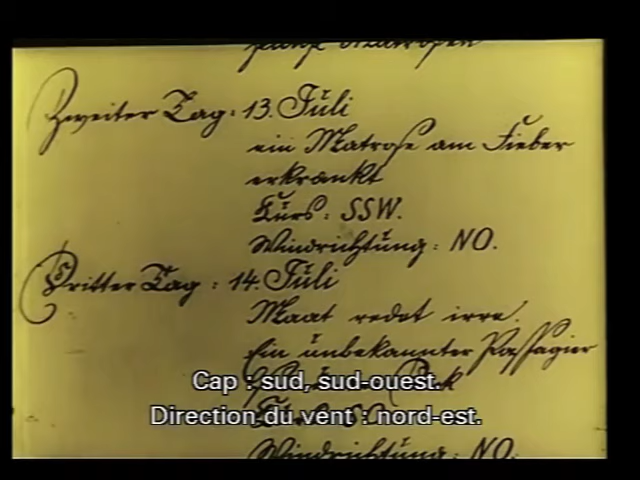 Zweiter Tag: 13. Juli
ein Matrose am Fieber
erkrankt
Kurs: SSW.
Windrichtung: NO.
Dritter Tag: 14. Juli
Maat redet irre.
Ein unbekannter Passagier
Cap : sud, sud-ouest.
Direction du vent : nord-est.
Windrichtung: NO.